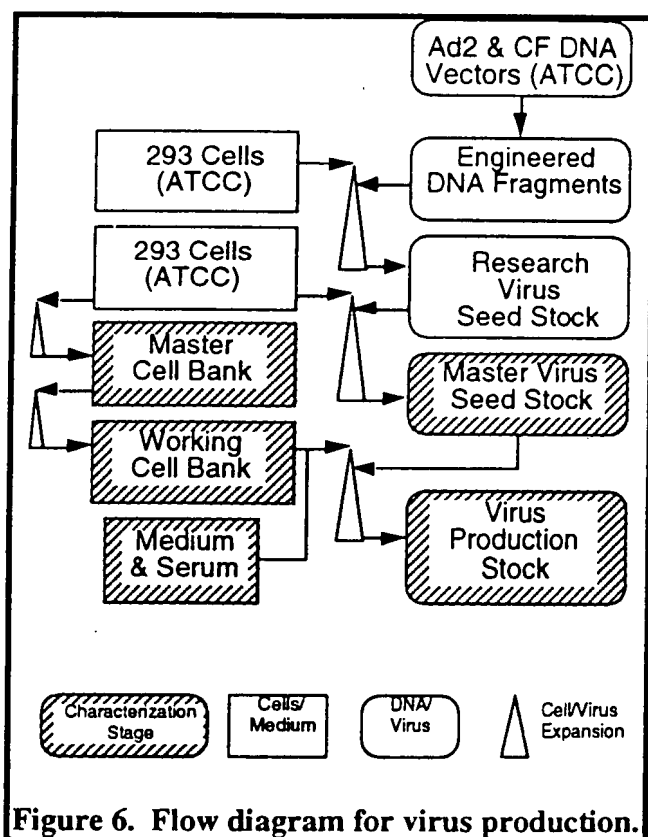 Ad2 & CF DNA
Vectors (ATCC)
293 Cells
(ATCC)
Engineered
DNA Fragments
293 Cells
(ATCC)
Research
Virus
Seed Stock
Master
Cell Bank
Master Virus
Seed Stock
Working
Cell Bank
Medium
& Serum
Virus
Production
Stock
Characterization
Stage
Cells/
Medium
DNA/
Virus
Cell/Virus
Expansion
Figure 6. Flow diagram for virus production.